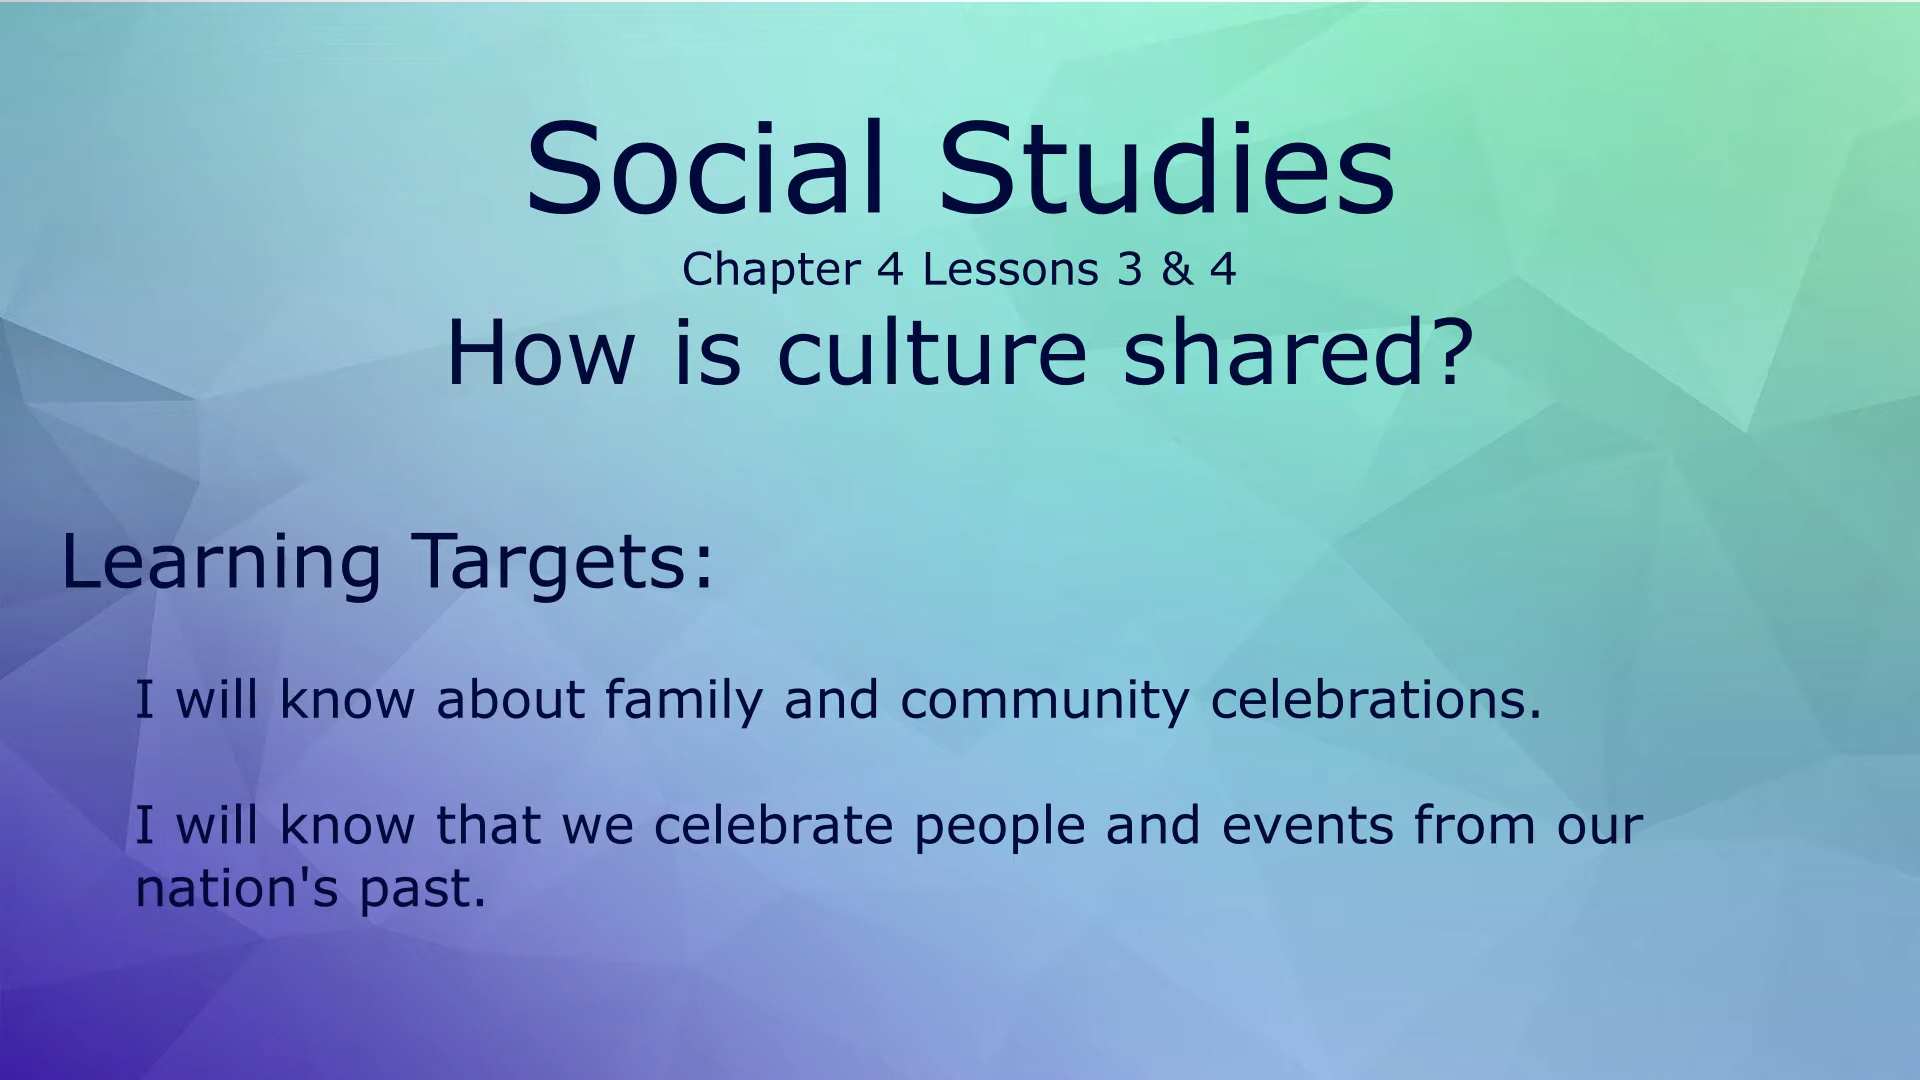 Social Studies
Chapter 4 Lessons 3 & 4
How is culture shared?
Learning Targets:
I will know about family and community celebrations.
I will know that we celebrate people and events from our
nation's past.